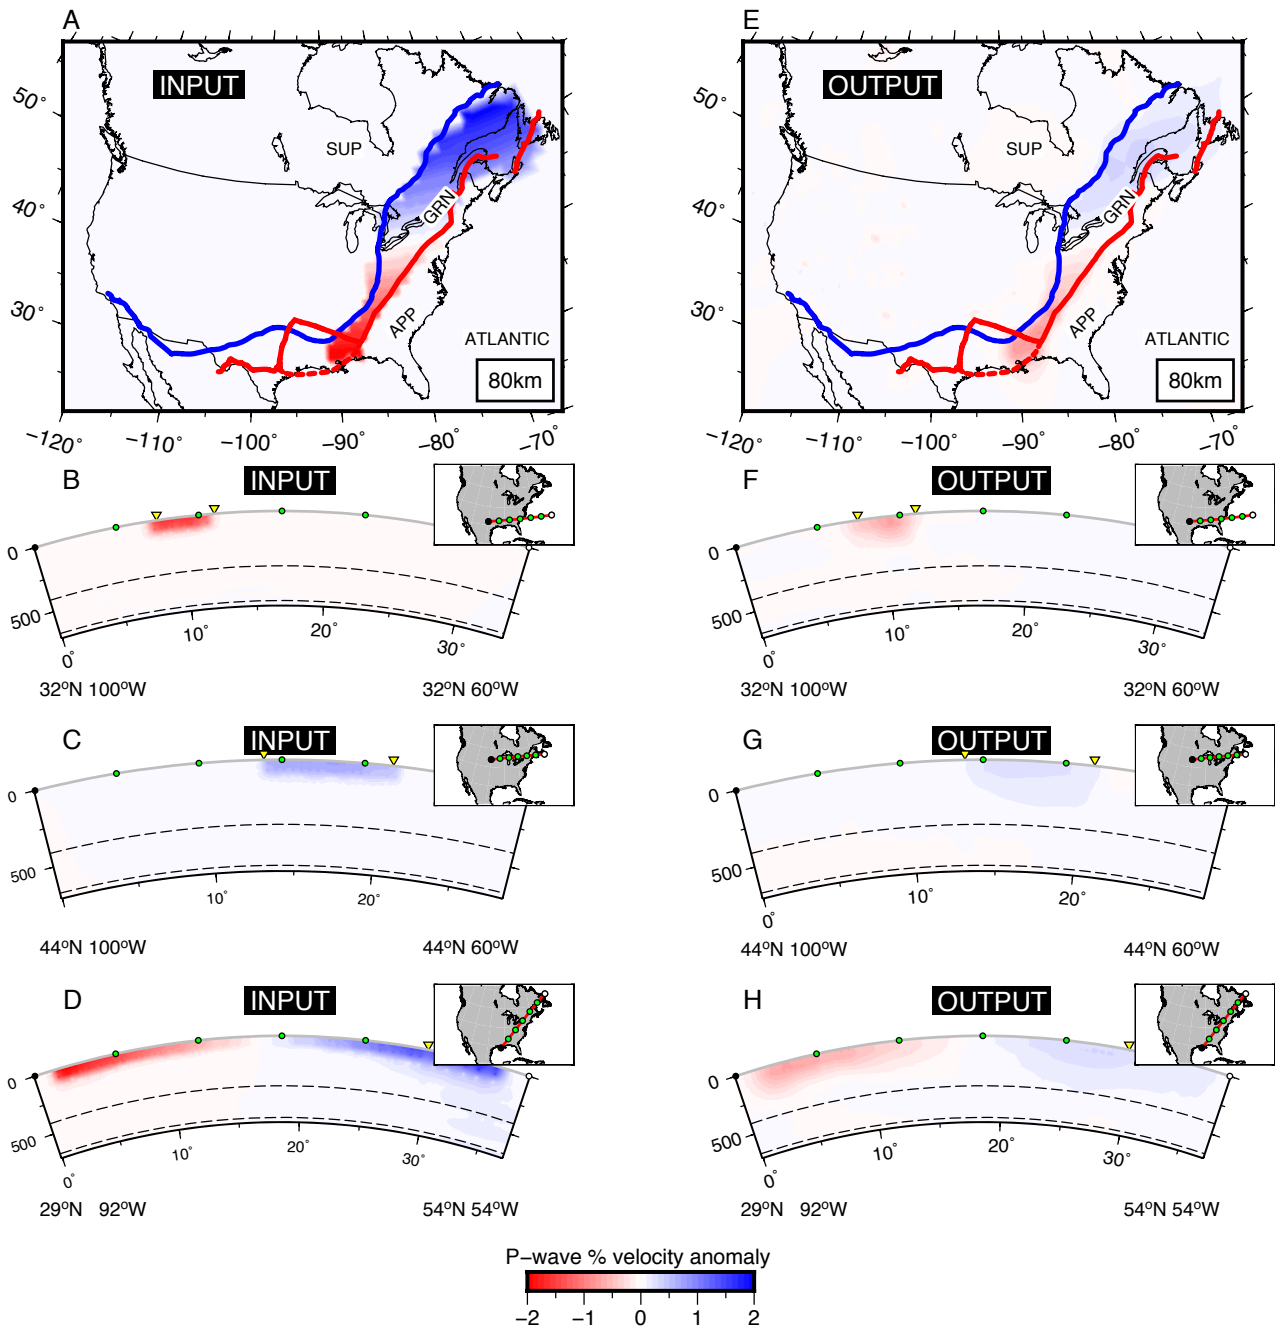 A
INPUT
50°
40°
30°
SUP
GRN
APP
ATLANTIC
80km
−120°
−110°
−100°
−90°
−80°
−70°
E
OUTPUT
50°
40°
30°
SUP
GRN
APP
ATLANTIC
80km
−120°
−110°
−100°
−90°
−80°
−70°
B
INPUT
0
500
0°
10°
20°
30°
32°N 100°W
32°N 60°W
F
OUTPUT
0
500
0°
10°
20°
30°
32°N 100°W
32°N 60°W
C
INPUT
0
500
10°
20°
44°N 100°W
44°N 60°W
G
OUTPUT
0
500
0°
10°
20°
44°N 100°W
44°N 60°W
D
INPUT
0
500
0°
10°
20°
30°
29°N 92°W
54°N 54°W
H
OUTPUT
0
500
0°
10°
20°
30°
29°N 92°W
54°N 54°W
P−wave % velocity anomaly
−2 −1 0 1 2